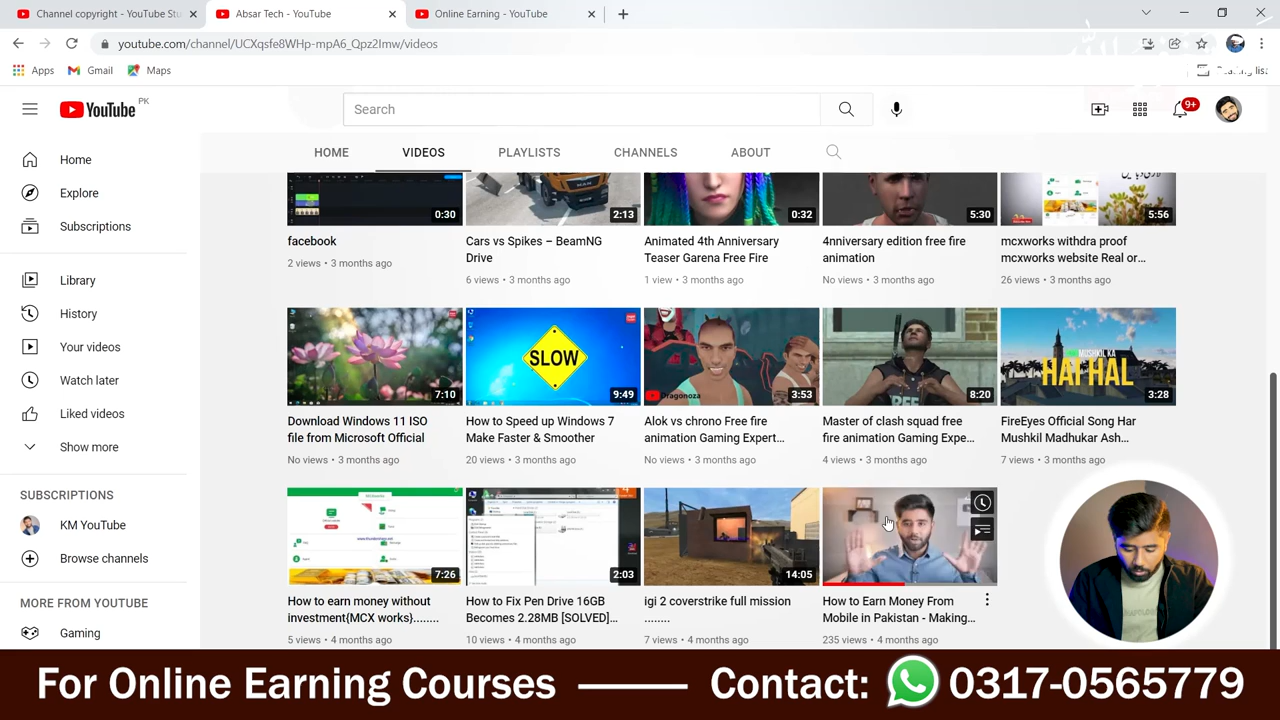 Channel copyright - YouTube Stu
Absar Tech - YouTube
Online Earning - YouTube
youtube.com/channel/UCXqsfe8WHp-mpA6_Qpz2Imw/videos
Apps
Gmail
Maps
YouTube
PK
Search
9+
HOME
VIDEOS
PLAYLISTS
CHANNELS
ABOUT
Home
Explore
Subscriptions
Library
History
Your videos
Watch later
Liked videos
Show more
SUBSCRIPTIONS
KM YouTube
Browse channels
MORE FROM YOUTUBE
Gaming
0:30
2:13
0:32
5:30
5:56
facebook
2 views • 3 months ago
Cars vs Spikes – BeamNG
Drive
6 views • 3 months ago
Animated 4th Anniversary
Teaser Garena Free Fire
1 view • 3 months ago
4nniversary edition free fire
animation
No views • 3 months ago
mcxworks withdra proof
mcxworks website Real or…
26 views • 3 months ago
7:10
SLOW
9:49
Dragonoza
3:53
8:20
MUSHKIL KA
HAI HAL
3:28
Download Windows 11 ISO
file from Microsoft Official
No views • 3 months ago
How to Speed up Windows 7
Make Faster & Smoother
20 views • 3 months ago
Alok vs chrono Free fire
animation Gaming Expert…
No views • 3 months ago
Master of clash squad free
fire animation Gaming Expe…
4 views • 3 months ago
FireEyes Official Song Har
Mushkil Madhukar Ash…
7 views • 3 months ago
7:26
2:03
14:05
How to earn money without
investment{MCX works}........
5 views • 4 months ago
How to Fix Pen Drive 16GB
Becomes 2.28MB [SOLVED]…
10 views • 4 months ago
igi 2 coverstrike full mission
........
7 views • 4 months ago
How to Earn Money From
Mobile in Pakistan - Making…
235 views • 4 months ago
For Online Earning Courses —— Contact: 0317-0565779